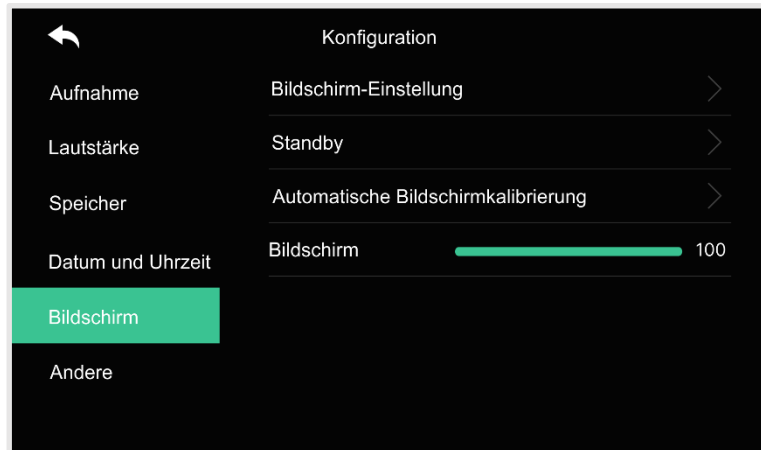 Konfiguration
Aufnahme
Lautstärke
Speicher
Datum und Uhrzeit
Bildschirm
Andere
Bildschirm-Einstellung
Standby
Automatische Bildschirmkalibrierung
Bildschirm 100